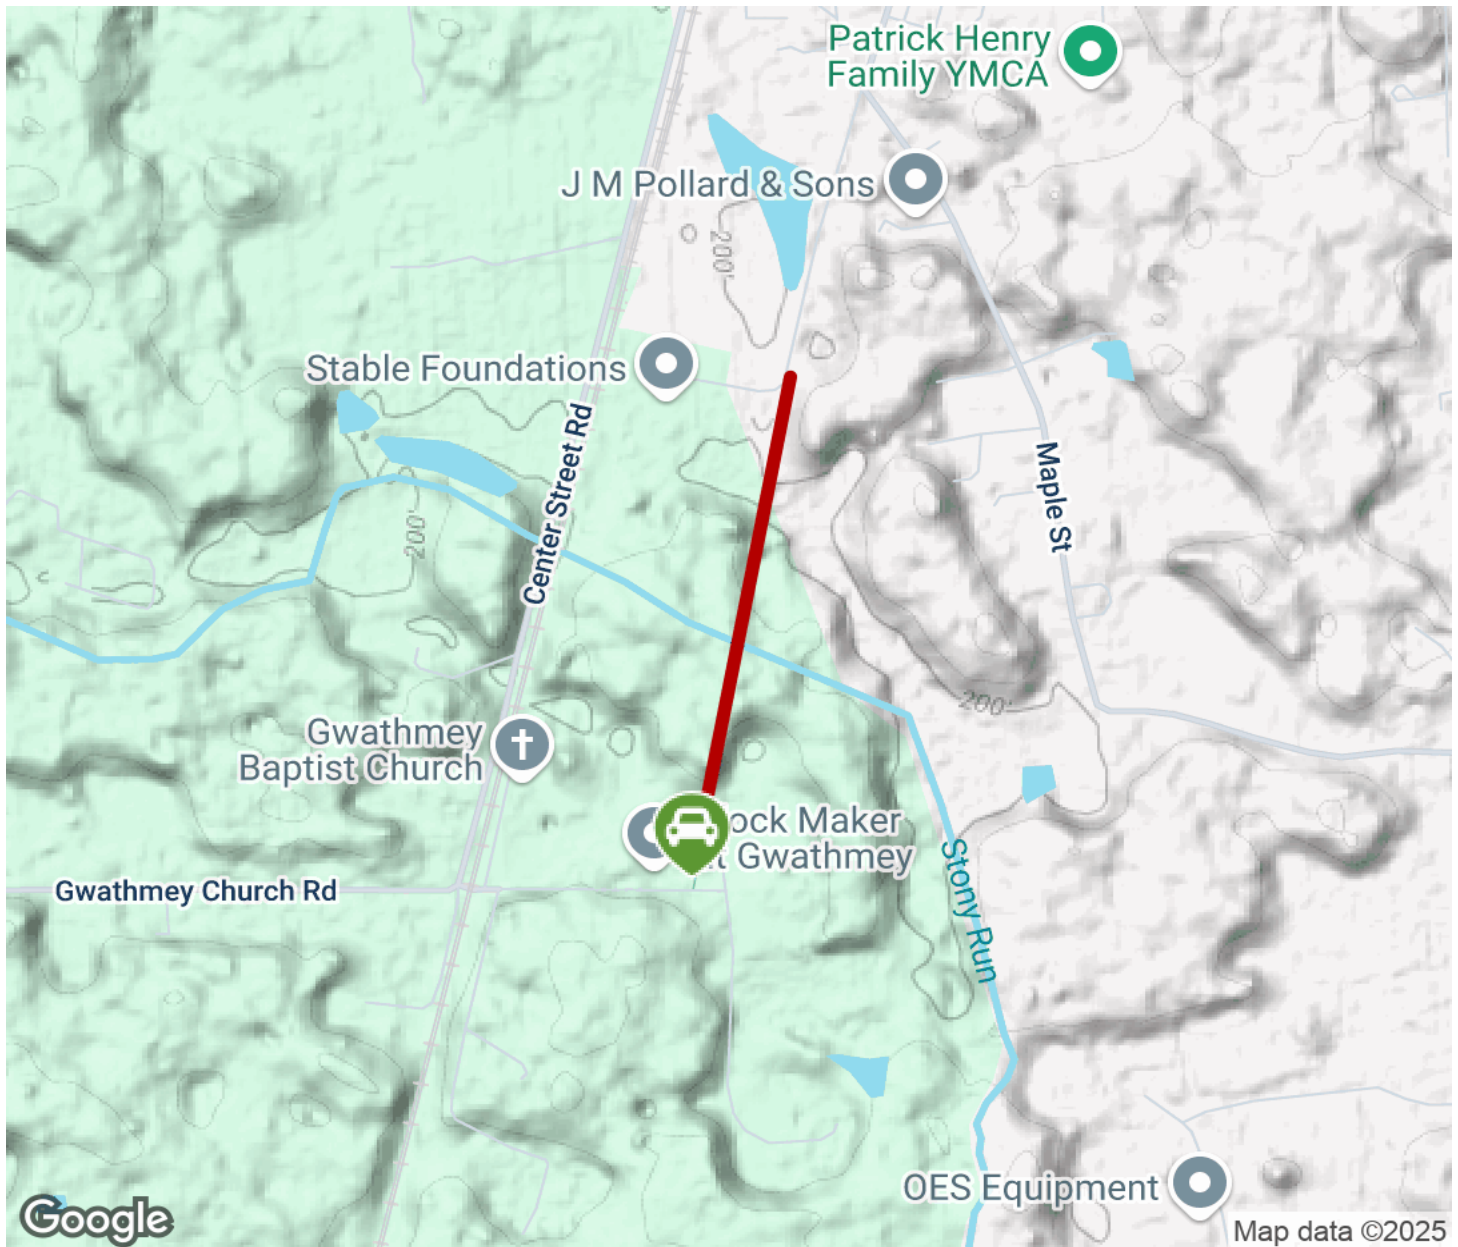 Patrick Henry
Family YMCA
J M Pollard & Sons
200'
Stable Foundations
Center Street Rd
Maple St
200'
200'
Gwathmey
Baptist Church
ock Maker
t Gwathmey
Gwathmey Church Rd
Stony Run
OES Equipment
Google
Map data ©2025